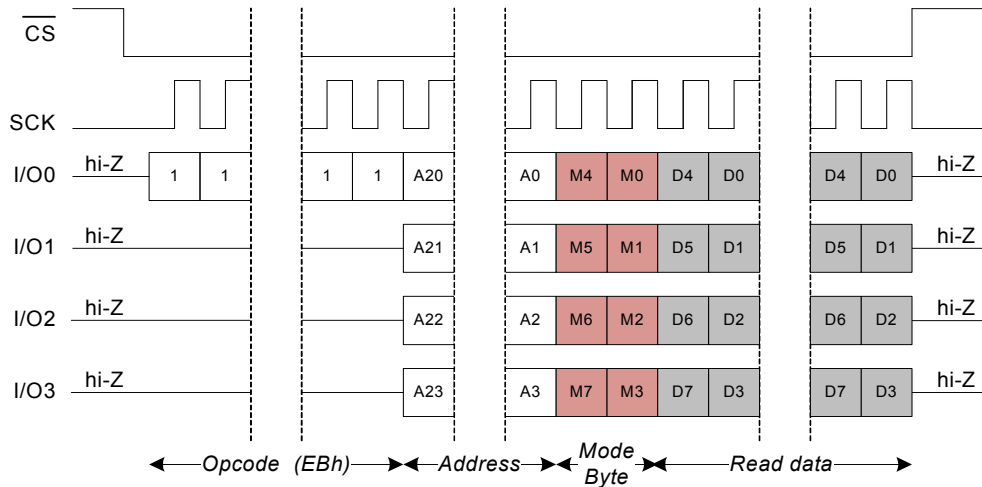 CS
SCK
I/O0 hi-Z 1 1 1 1 A20 A0 M4 M0 D4 D0 D4 D0 hi-Z
I/O1 hi-Z A21 A1 M5 M1 D5 D1 D5 D1 hi-Z
I/O2 hi-Z A22 A2 M6 M2 D6 D2 D6 D2 hi-Z
I/O3 hi-Z A23 A3 M7 M3 D7 D3 D7 D3 hi-Z
Opcode (EBh) Address Mode Byte Read data